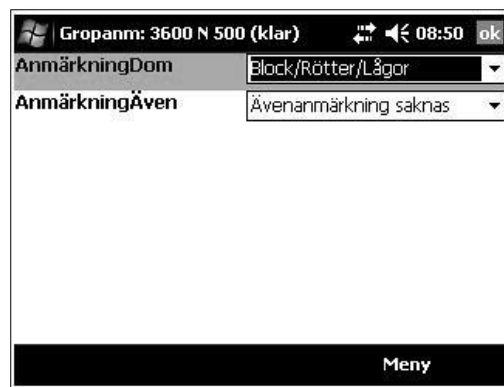 Gropanm: 3600 N 500 (klar) 08:50 ok
AnmärkningDom Block/Rötter/Lågor
AnmärkningÄven Ävenanmärkning saknas
Meny